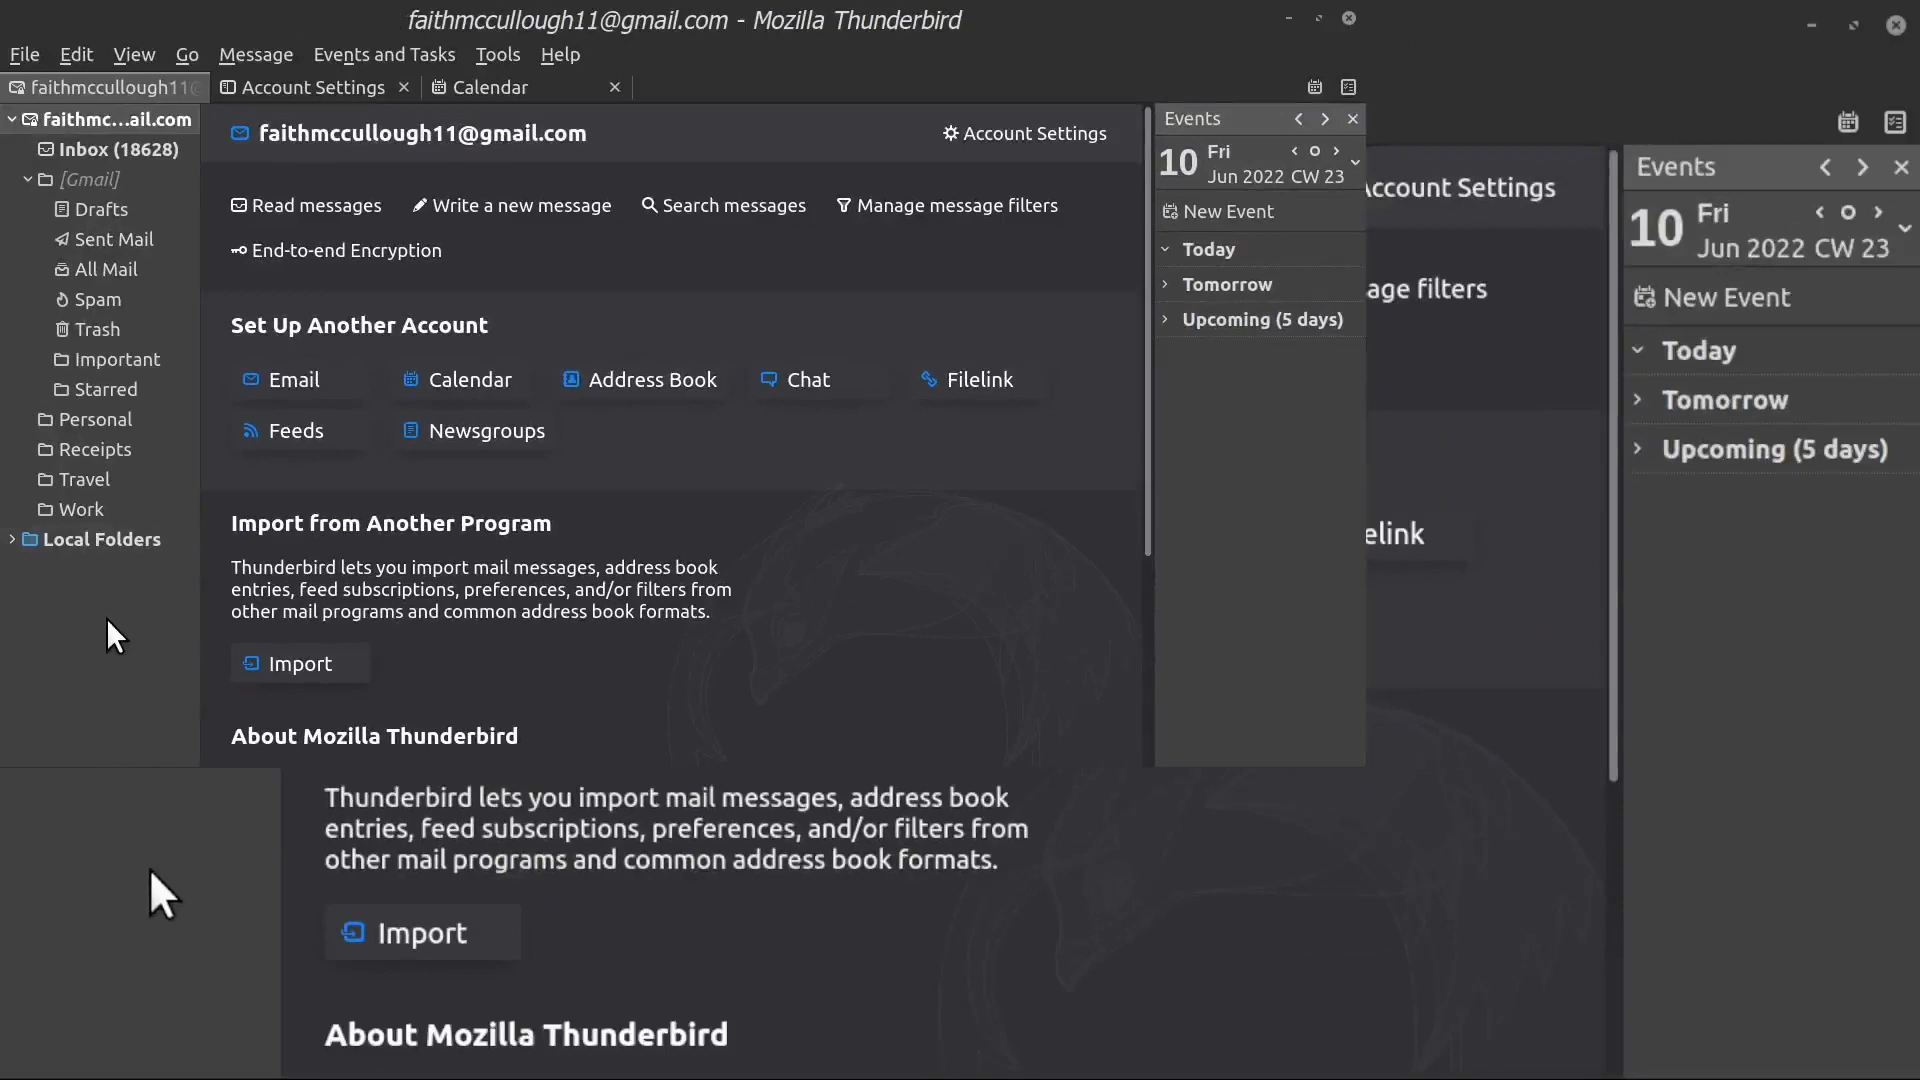 faithmccullough11@gmail.com - Mozilla Thunderbird
File Edit View Go Message Events and Tasks Tools Help
faithmccullough11@ Account Settings Calendar
faithmc...ail.com
Inbox (18628)
[Gmail]
Drafts
Sent Mail
All Mail
Spam
Trash
Important
Starred
Personal
Receipts
Travel
Work
Local Folders
faithmccullough11@gmail.com
Account Settings
Read messages Write a new message Search messages Manage message filters
End-to-end Encryption
Set Up Another Account
Email Calendar Address Book Chat Filelink
Feeds Newsgroups
Import from Another Program
Thunderbird lets you import mail messages, address book
entries, feed subscriptions, preferences, and/or filters from
other mail programs and common address book formats.
Import
About Mozilla Thunderbird
Events
10 Fri
Jun 2022 CW 23
New Event
Today
Tomorrow
Upcoming (5 days)
Account Settings
age filters
elink
Events
10 Fri
Jun 2022 CW 23
New Event
Today
Tomorrow
Upcoming (5 days)
Thunderbird lets you import mail messages, address book
entries, feed subscriptions, preferences, and/or filters from
other mail programs and common address book formats.
Import
About Mozilla Thunderbird